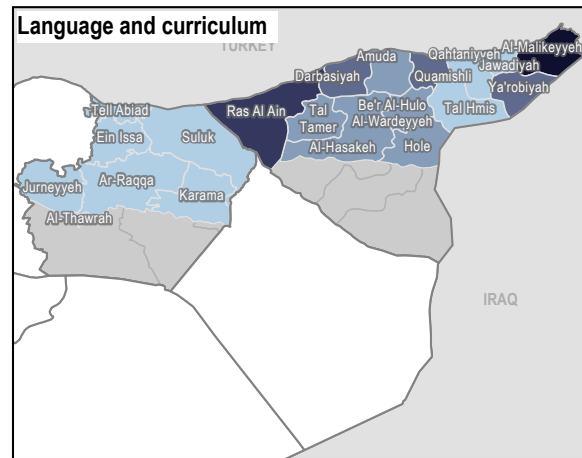 Language and curriculum
TURKEY
Amuda
Qahtaniyyeh
Al-Malikeyyeh
Jawadiyah
Darbasiyah
Quamishli
Ya'robiyah
Tell Abiad
Ras Al Ain
Tal
Tamer
Be'r Al-Hulo
Al-Wardeyyeh
Tal Hmis
Ein Issa
Suluk
Al-Hasakeh
Hole
Jurneyyeh
Ar-Raqqa
Karama
Al-Thawrah
IRAQ